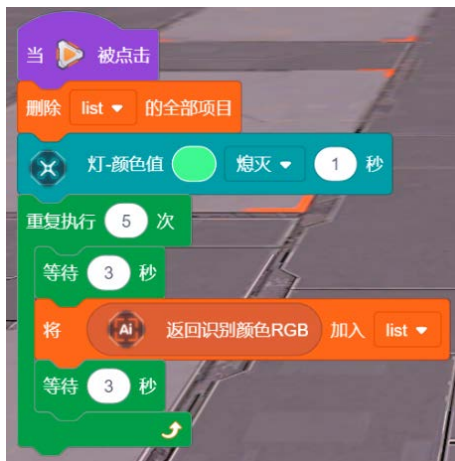 当 被点击
删除 list 的全部项目
灯-颜色值 熄灭 1 秒
重复执行 5 次
等待 3 秒
将 Ai 返回识别颜色RGB 加入 list
等待 3 秒